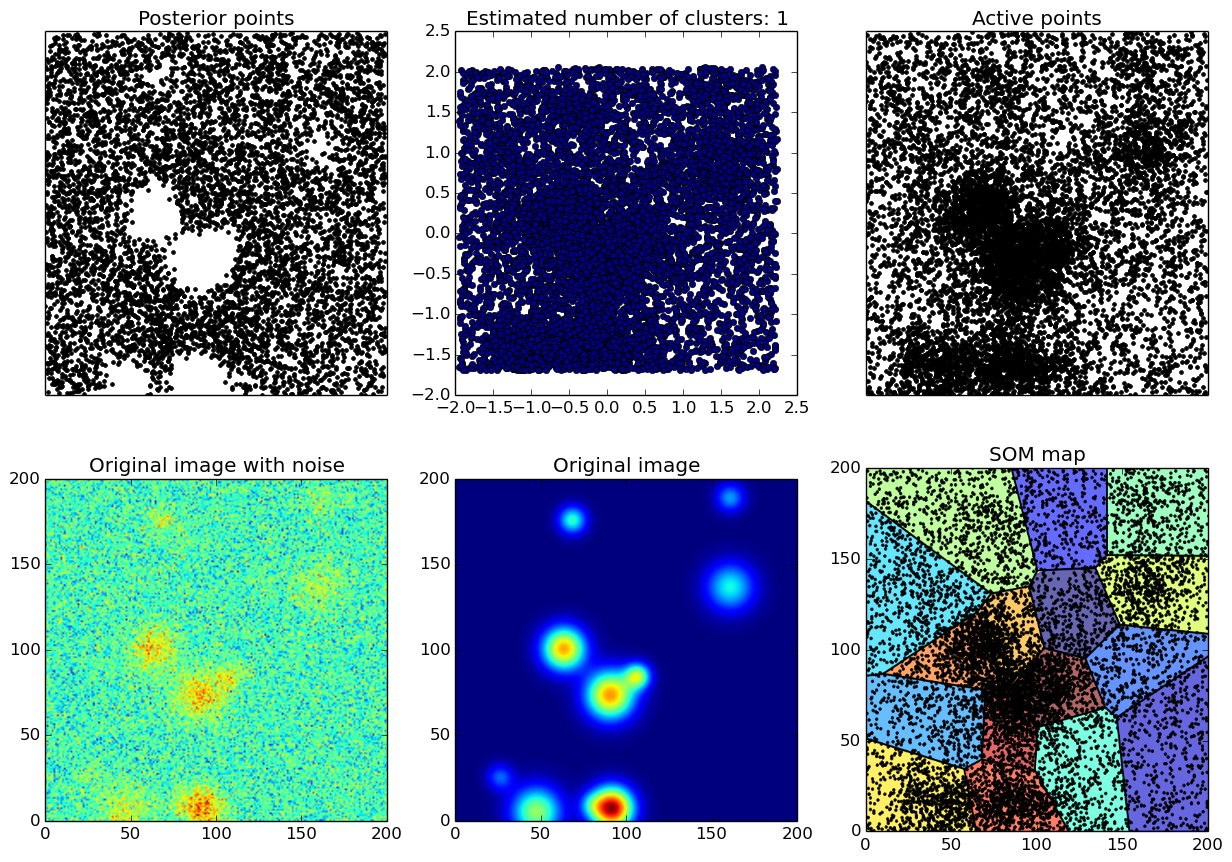 Posterior points
Estimated number of clusters: 1
Active points
2.5
2.0
1.5
1.0
0.5
0.0
−0.5
−1.0
−1.5
−2.0
−2.0 −1.5 −1.0 −0.5 0.0 0.5 1.0 1.5 2.0 2.5
Original image with noise
200
150
100
50
0
0 50 100 150 200
Original image
200
150
100
50
0
0 50 100 150 200
SOM map
200
150
100
50
0
0 50 100 150 200